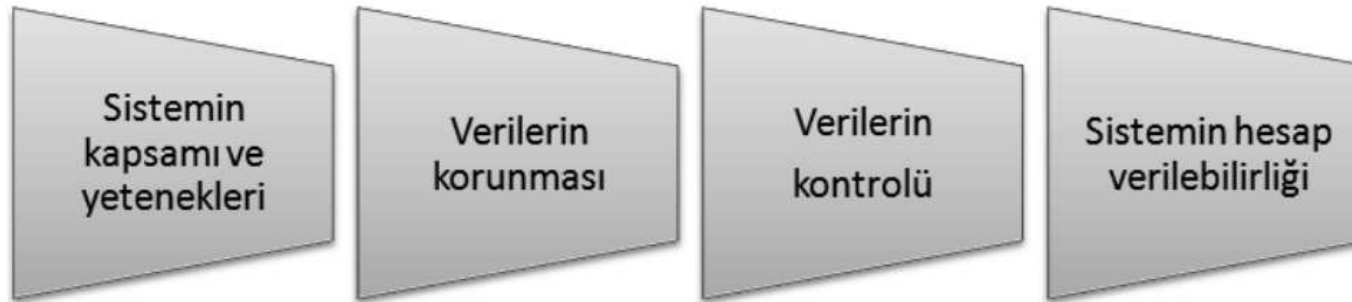 Sistemin
kapsamı ve
yetenekleri
Verilerin
korunması
Verilerin
kontrolü
Sistemin hesap
verilebilirliği